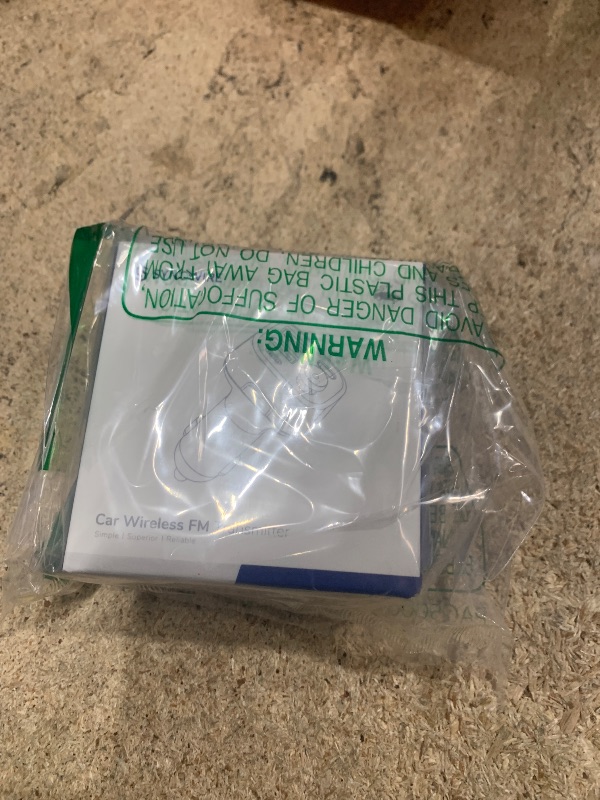 WARNING:
AVOID DANGER OF SUFFOCATION,
P THIS PLASTIC BAG AWAY FROM
AND CHILDREN. DO NOT USE
Car Wireless FM Transmitter
Simple | Superior | Reliable